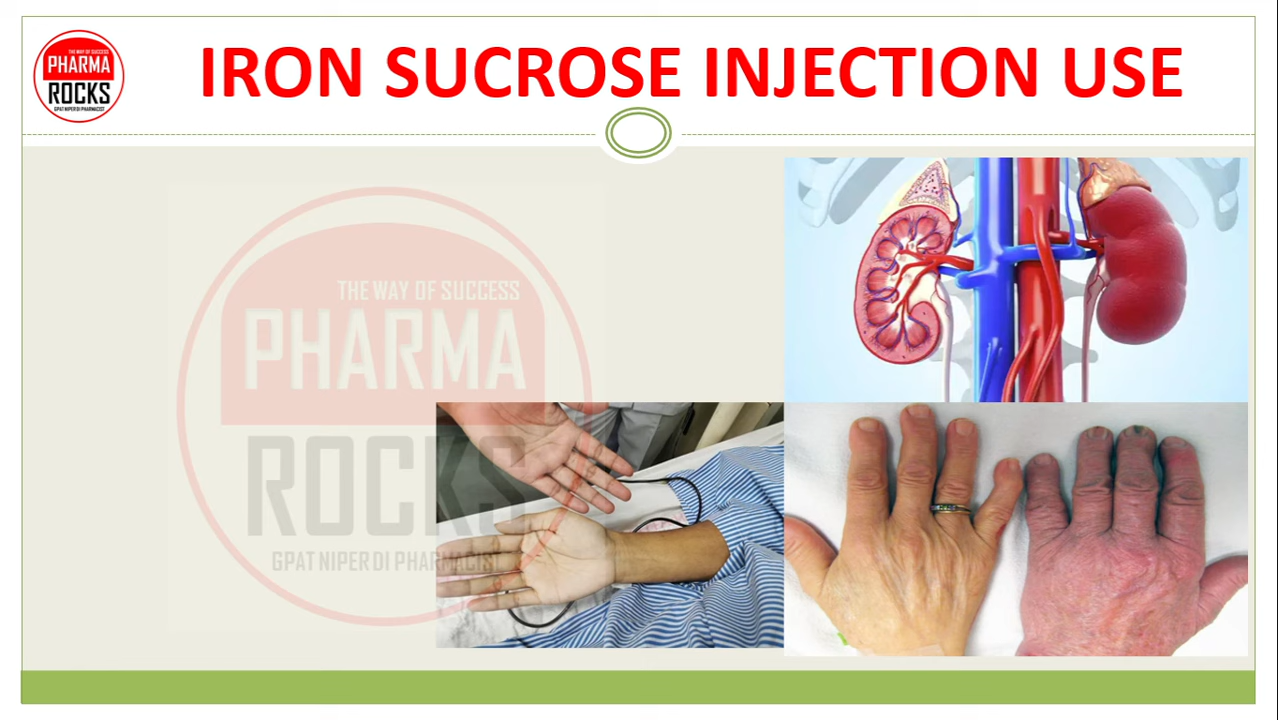 THE WAY OF SUCCESS
PHARMA
ROCKS
GPAT NIPER DI PHARMACIST
IRON SUCROSE INJECTION USE
THE WAY OF SUCCESS
PHARMA
ROCKS
GPAT NIPER DI PHARMACIST